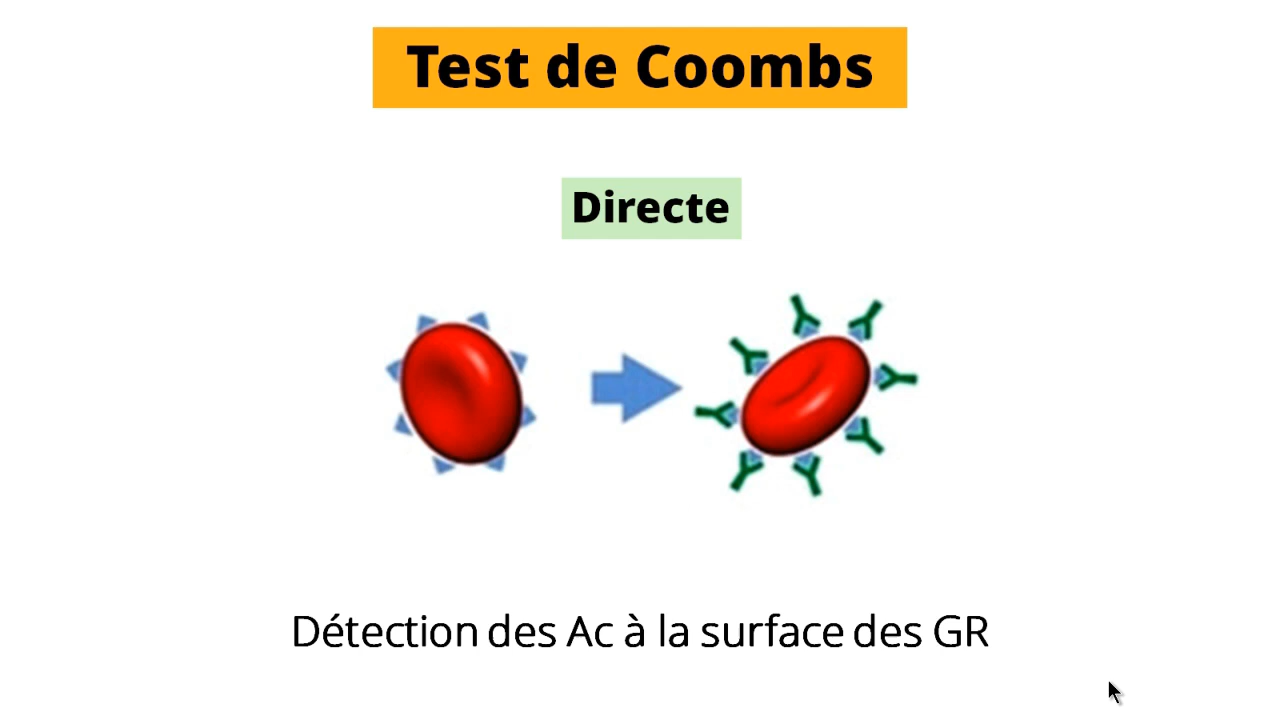 Test de Coombs
Directe
Détection des Ac à la surface des GR